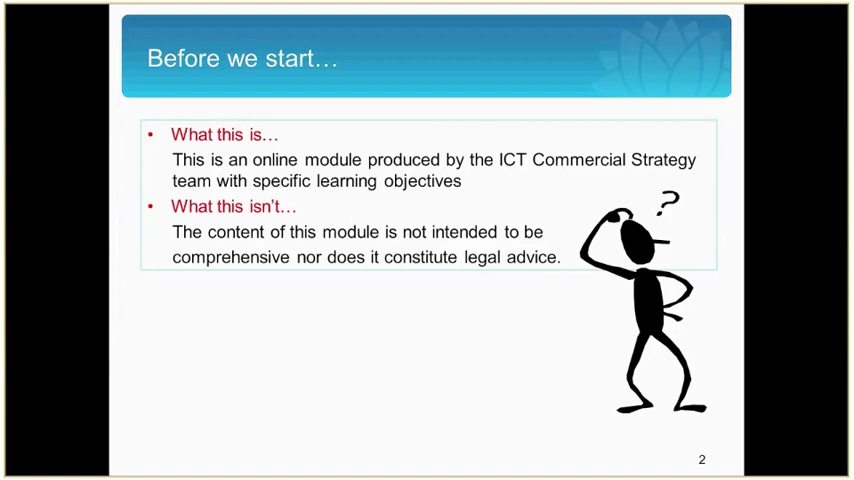 Before we start…
• What this is…
This is an online module produced by the ICT Commercial Strategy
team with specific learning objectives
• What this isn't…
The content of this module is not intended to be
comprehensive nor does it constitute legal advice.
?
2